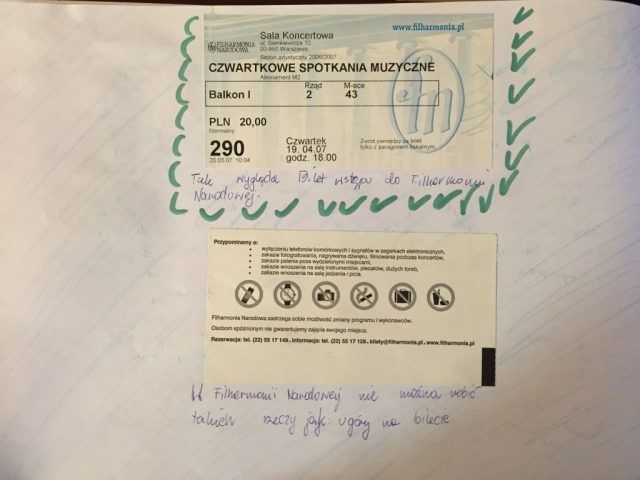 www.filharmonia.pl
Sala Koncertowa
ul. Sienkiewicza 10
00-950 Warszawa
FILHARMONIA
NARODOWA
Sezon artystyczny 2006/2007
CZWARTKOWE SPOTKANIA MUZYCZNE
Abonament M2
Rząd M-sce
Balkon I 2 43
PLN 20,00
Normalny
290
Czwartek
19.04.07
godz. 18.00
Zwrot pieniędzy za bilet
tylko z paragonem fiskalnym.
Tak wygląda Bilet wstępu do Filharmonii
Narodowej.
Przypominamy o:
• wyłączeniu telefonów komórkowych i sygnałów w zegarkach elektronicznych,
• zakazie fotografowania, nagrywania dźwięku, filmowania podczas koncertów,
• zakazie palenia poza wydzielonymi miejscami,
• zakazie wnoszenia na salę instrumentów, plecaków, dużych toreb,
• zakazie wnoszenia na salę jedzenia i picia.
Filharmonia Narodowa zastrzega sobie możliwość zmiany programu i wykonawców.
Osobom spóźnionym nie gwarantujemy zajęcia swojego miejsca.
Rezerwacja: tel. (22) 55 17 149, informacja: tel. (22) 55 17 128, bilety@filharmonia.pl, www.filharmonia.pl
W Filharmonii Narodowej nie można robić
takich rzeczy jak: u góry na bilecie